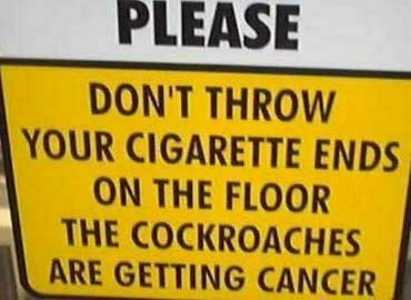 PLEASE
DON'T THROW
YOUR CIGARETTE ENDS
ON THE FLOOR
THE COCKROACHES
ARE GETTING CANCER